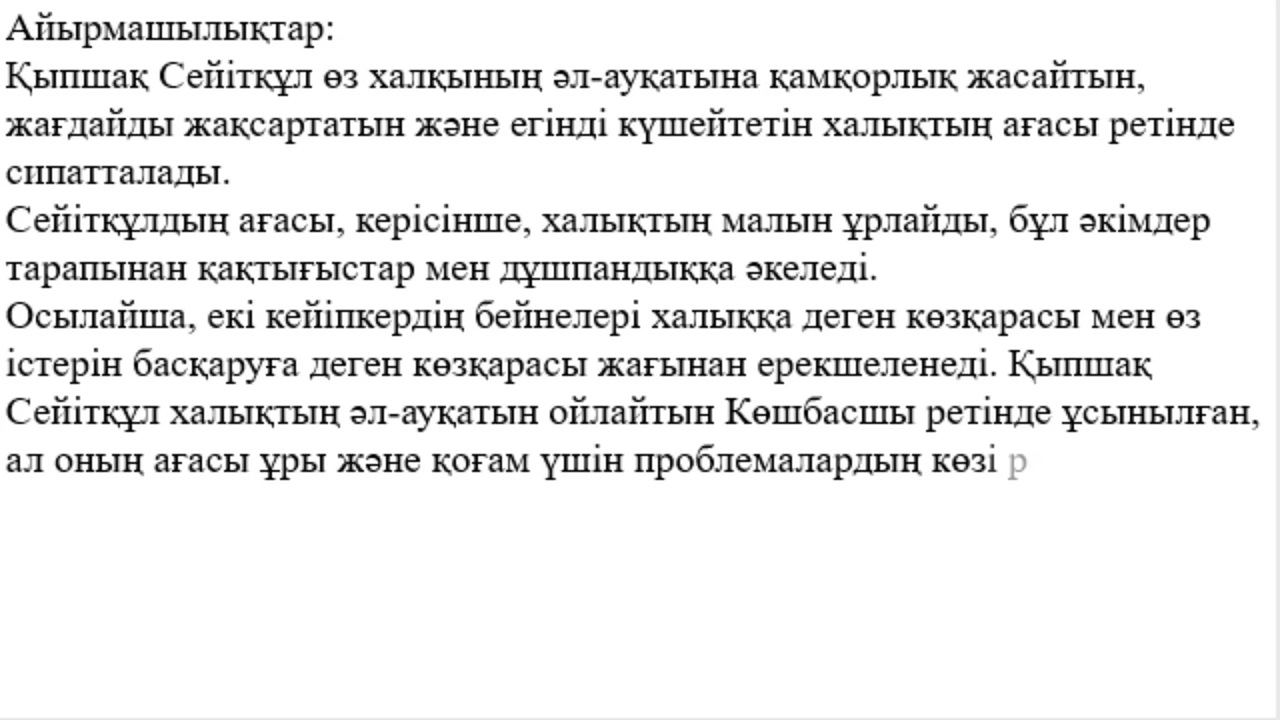 Айырмашылықтар:
Қыпшақ Сейітқұл өз халқының әл-ауқатына қамқорлық жасайтын,
жағдайды жақсартатын және егінді күшейтетін халықтың ағасы ретінде
сипатталады.
Сейітқұлдың ағасы, керісінше, халықтың малын ұрлайды, бұл әкімдер
тарапынан қақтығыстар мен дұшпандыққа әкеледі.
Осылайша, екі кейіпкердің бейнелері халыққа деген көзқарасы мен өз
істерін басқаруға деген көзқарасы жағынан ерекшеленеді. Қыпшақ
Сейітқұл халықтың әл-ауқатын ойлайтын Көшбасшы ретінде ұсынылған,
ал оның ағасы ұры және қоғам үшін проблемалардың көзі р